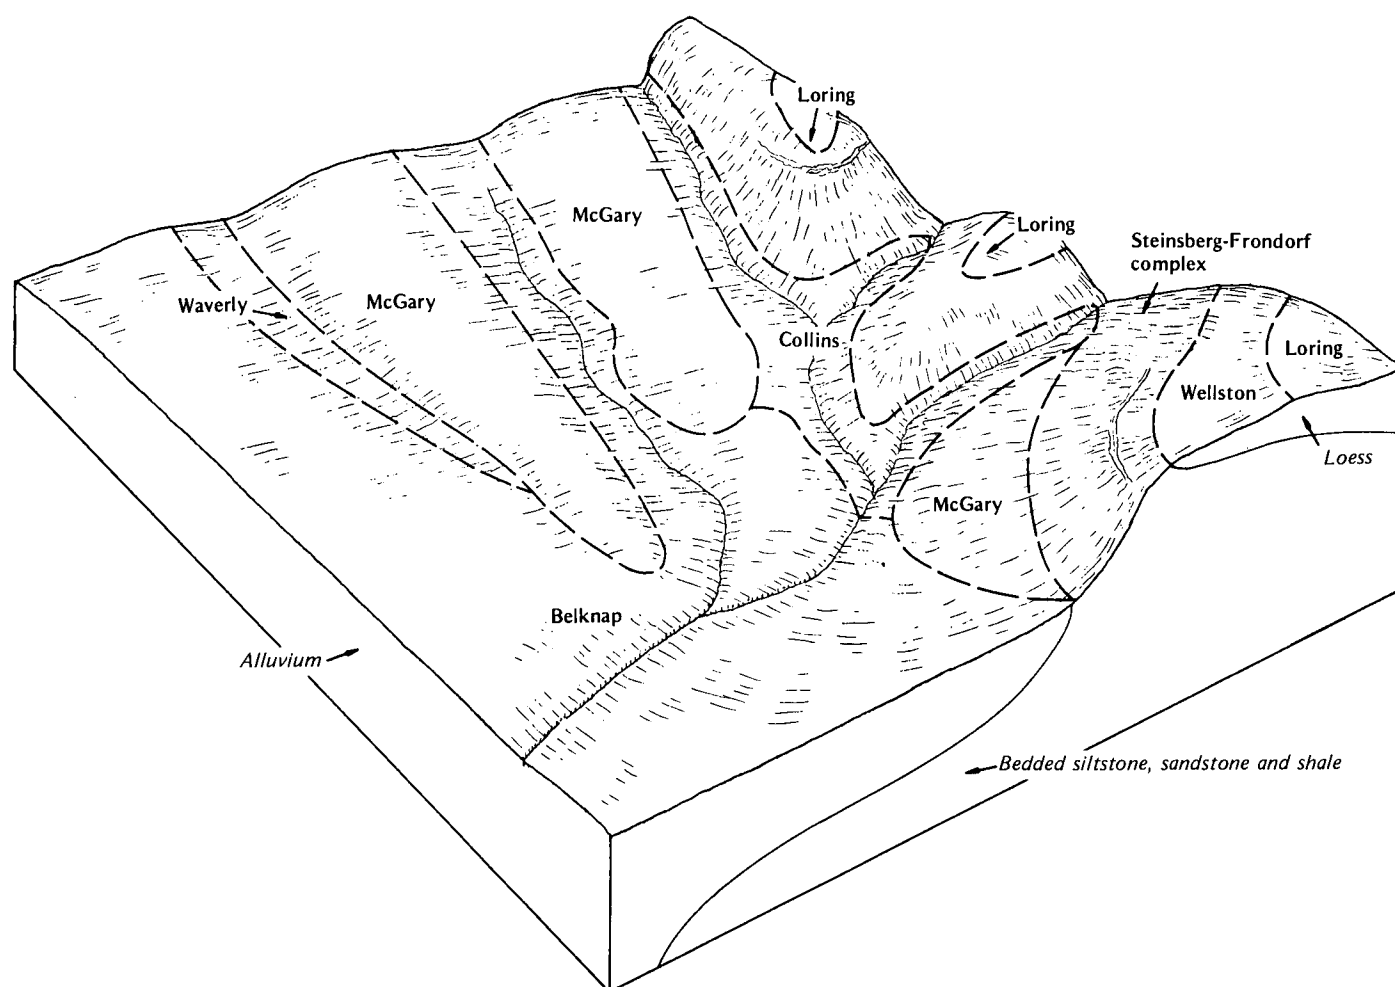 Loring
McGary
Loring
Steinsberg-Frondorf
complex
Waverly
McGary
Collins
Loring
Wellston
Loess
McGary
Belknap
Alluvium
Bedded siltstone, sandstone and shale